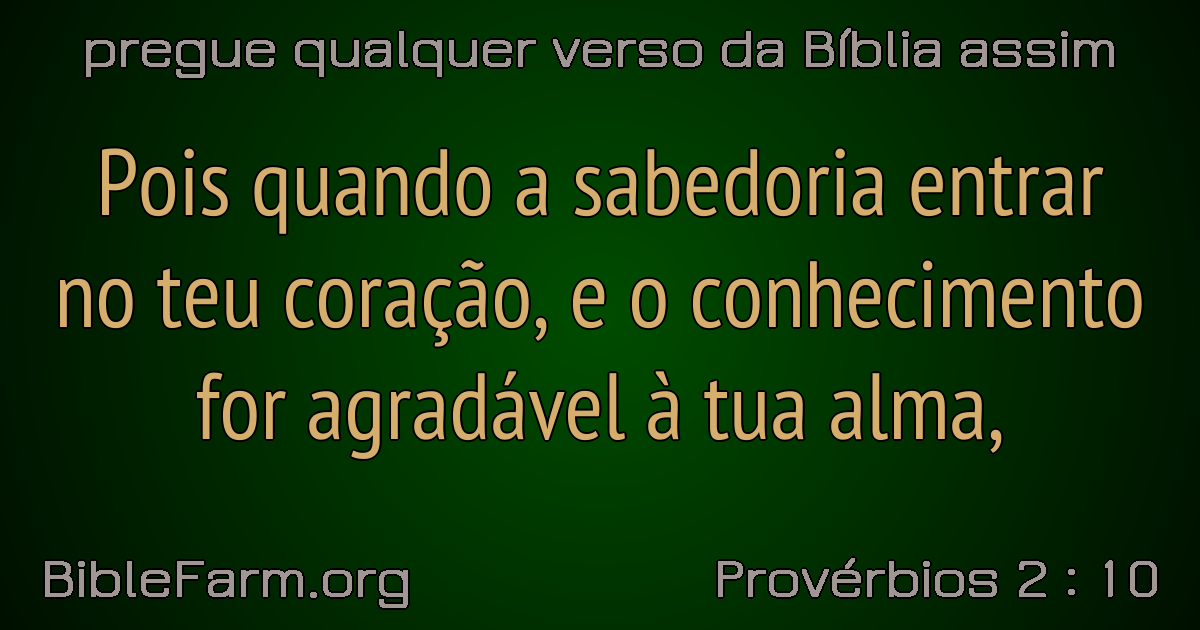 pregue qualquer verso da Bíblia assim
Pois quando a sabedoria entrar
no teu coração, e o conhecimento
for agradável à tua alma,
BibleFarm.org
Provérbios 2 : 10